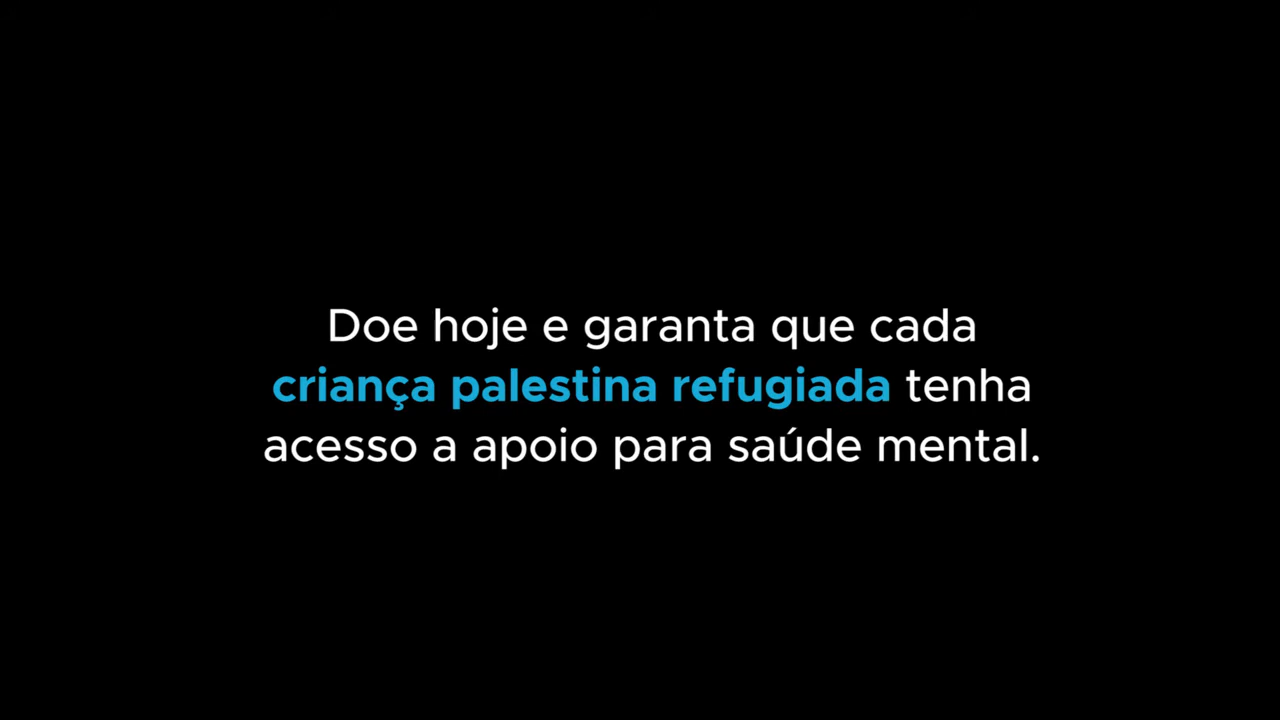 Doe hoje e garanta que cada
criança palestina refugiada tenha
acesso a apoio para saúde mental.